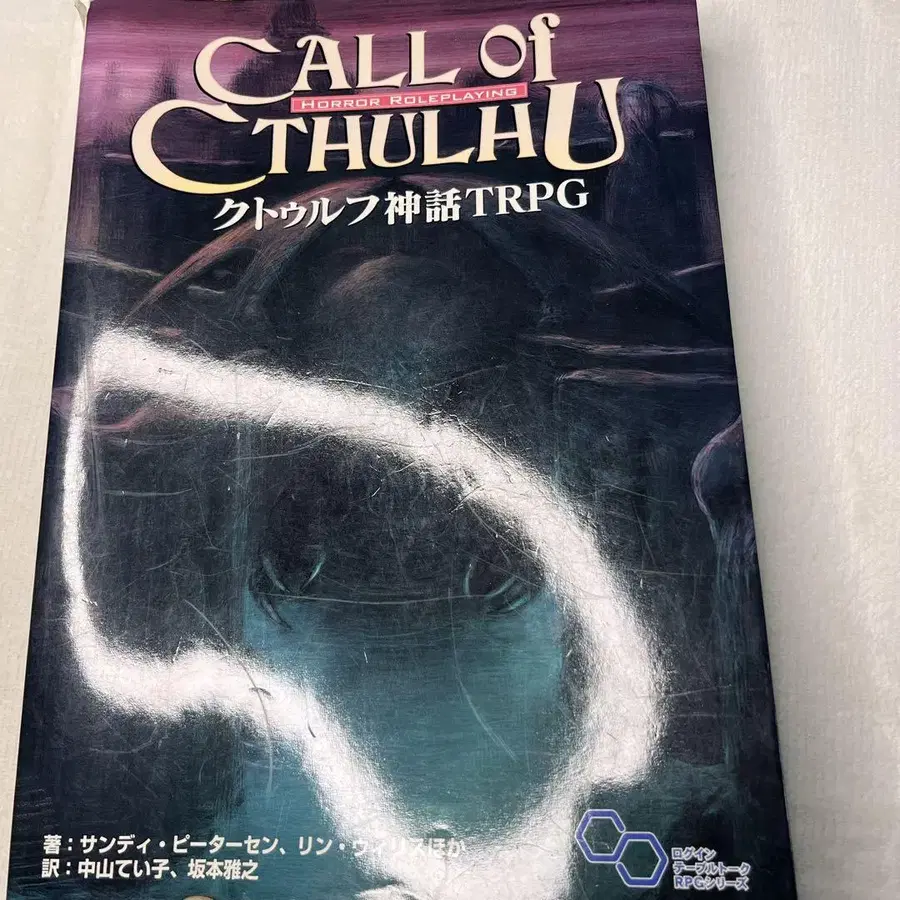 CALL of
HORROR ROLEPLAYING
CTHULHU
クトゥルフ神話TRPG
著：サンディ・ピーターセン、リン・ウィリスほか
訳：中山てい子、坂本雅之
ログイン
テーブルトーク
RPGシリーズ